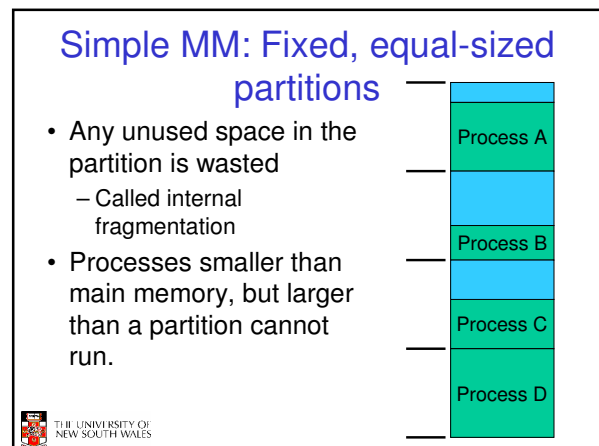 Simple MM: Fixed, equal-sized
partitions
• Any unused space in the
partition is wasted
– Called internal
fragmentation
• Processes smaller than
main memory, but larger
than a partition cannot
run.
Process A
Process B
Process C
Process D
THE UNIVERSITY OF
NEW SOUTH WALES